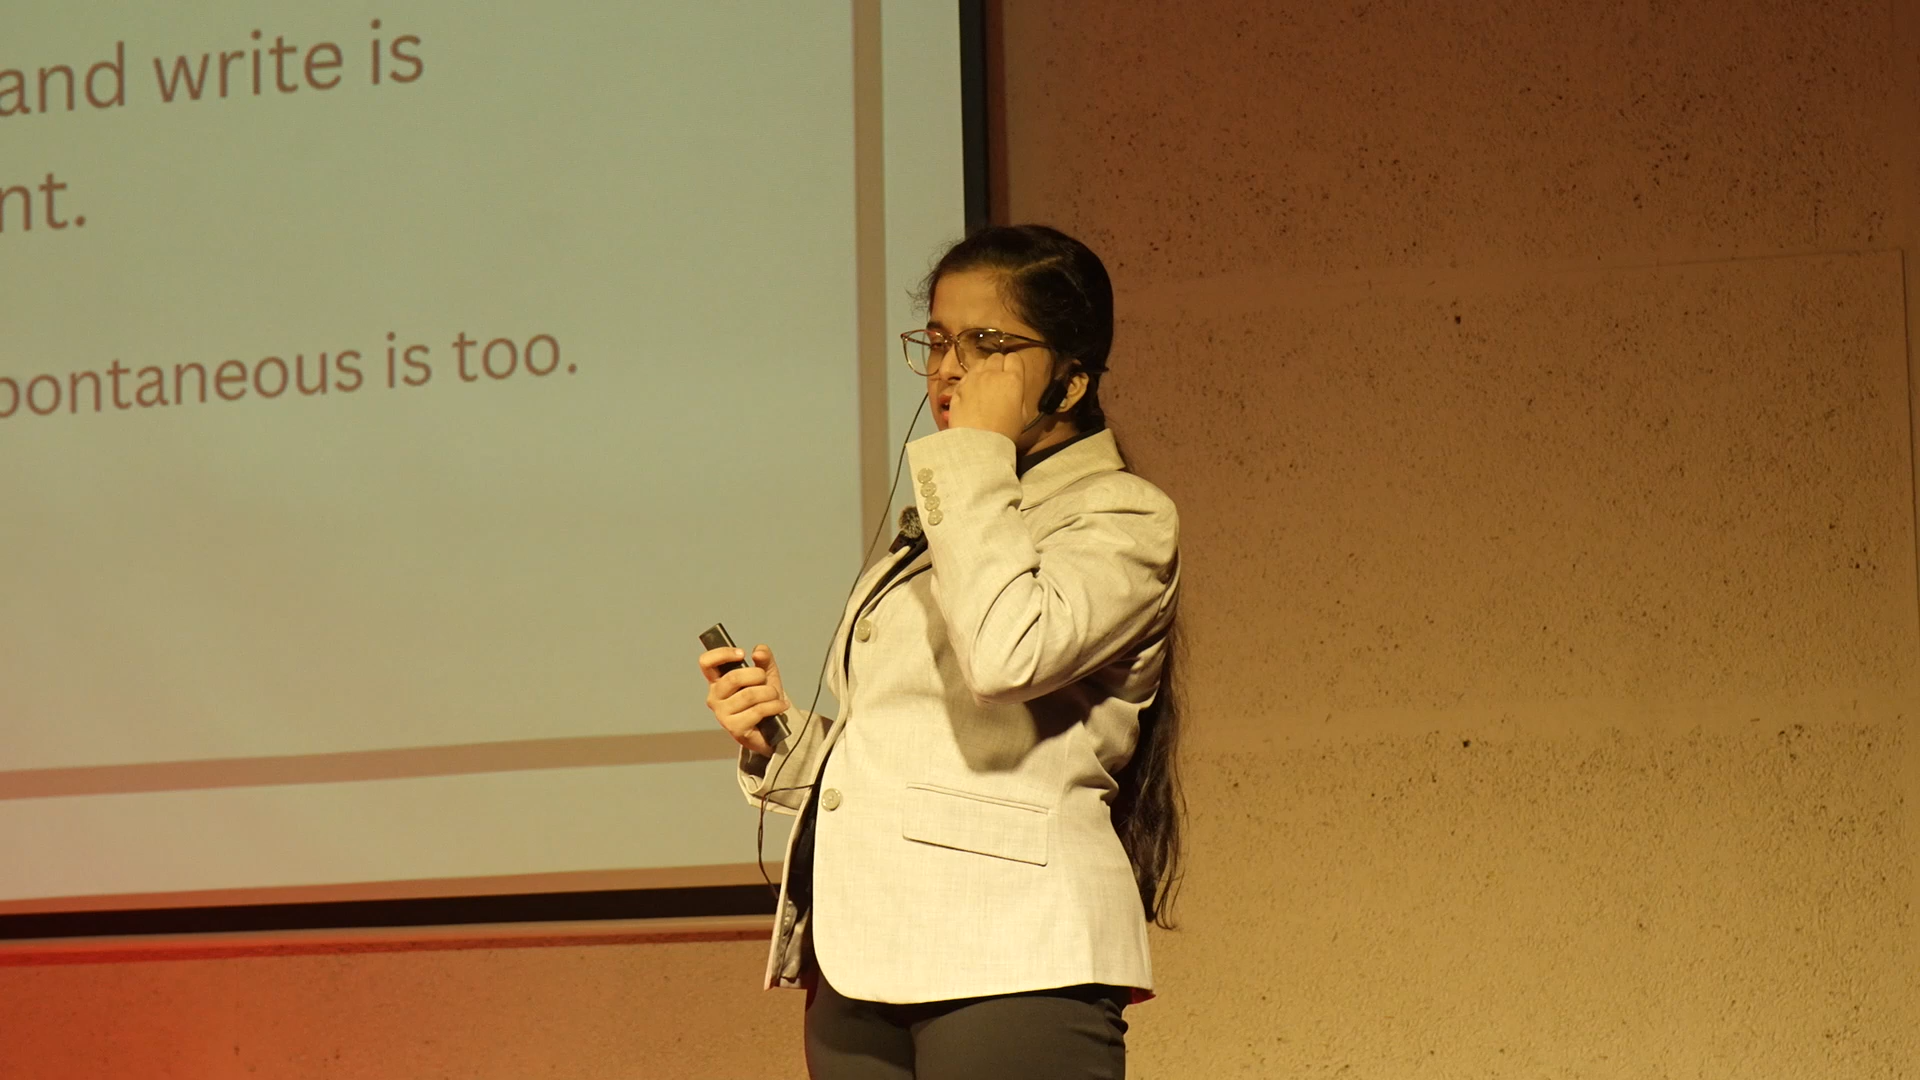 and write is
nt.
pontaneous is too.